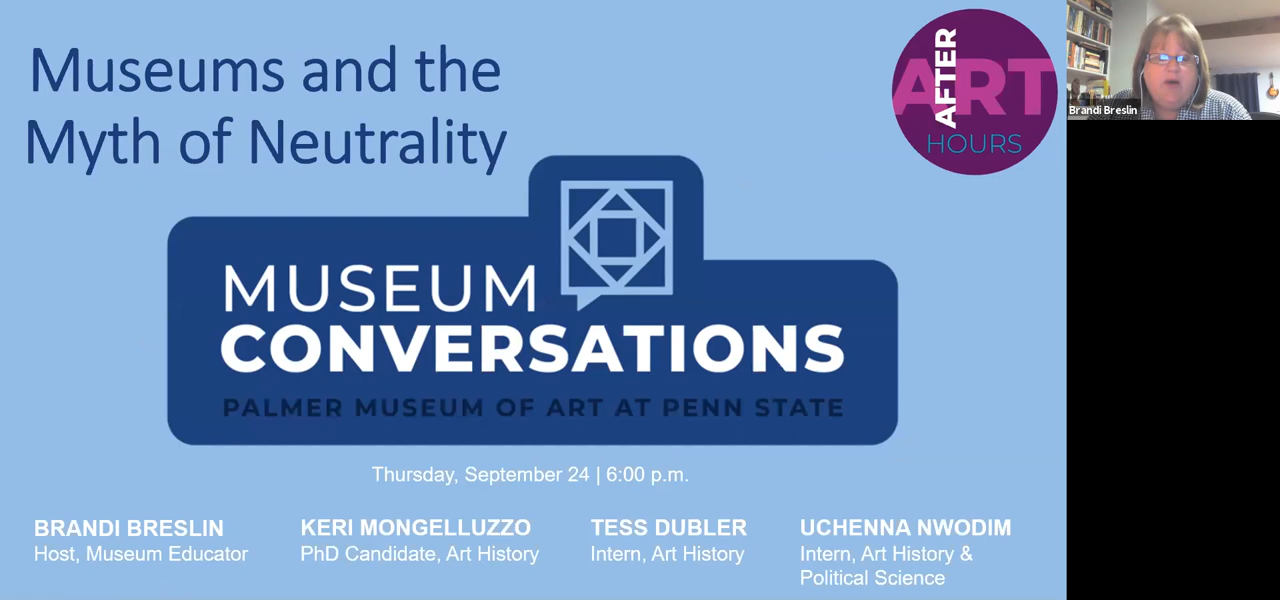 Museums and the
Myth of Neutrality
AFTER
ART
HOURS
Brandi Breslin
MUSEUM
CONVERSATIONS
PALMER MUSEUM OF ART AT PENN STATE
Thursday, September 24 | 6:00 p.m.
BRANDI BRESLIN
Host, Museum Educator
KERI MONGELLUZZO
PhD Candidate, Art History
TESS DUBLER
Intern, Art History
UCHENNA NWODIM
Intern, Art History &
Political Science